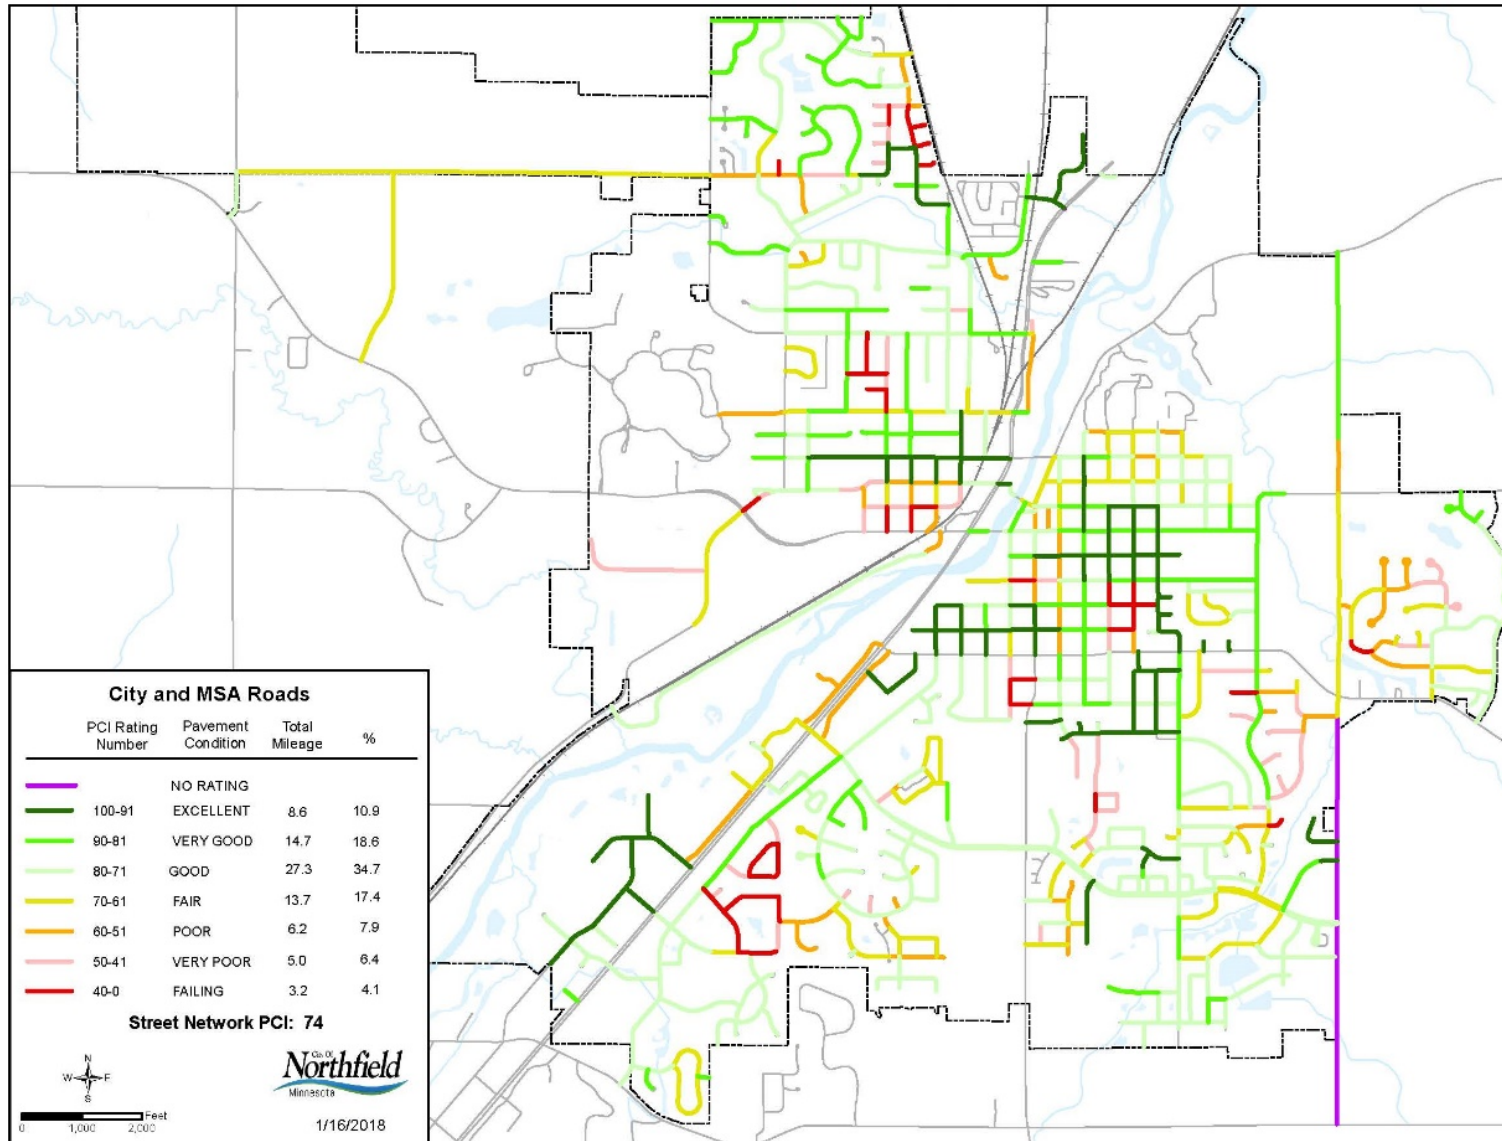 City and MSA Roads
PCI Rating Number Pavement Condition Total Mileage %
NO RATING
100-91 EXCELLENT 8.6 10.9
90-81 VERY GOOD 14.7 18.6
80-71 GOOD 27.3 34.7
70-61 FAIR 13.7 17.4
60-51 POOR 6.2 7.9
50-41 VERY POOR 5.0 6.4
40-0 FAILING 3.2 4.1
Street Network PCI: 74
N
W E
S
City Of
Northfield
Minnesota
Feet
0 1,000 2,000
1/16/2018